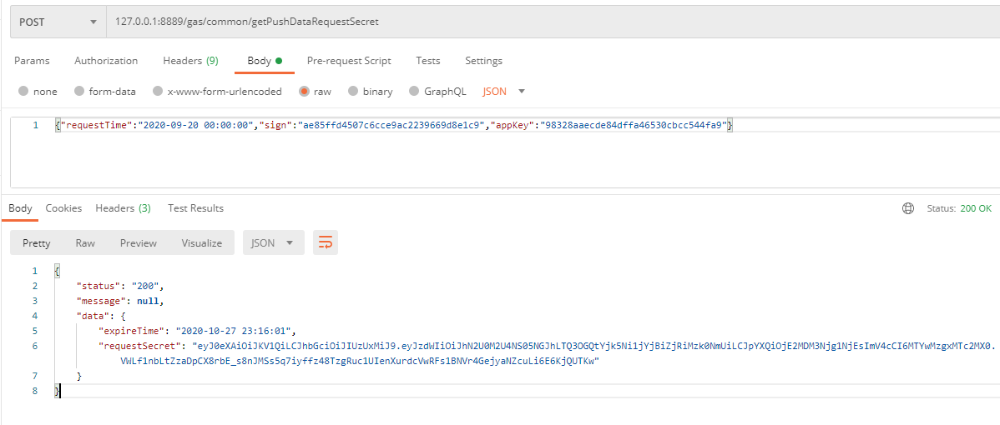 POST 127.0.0.1:8889/gas/common/getPushDataRequestSecret
Params Authorization Headers (9) Body Pre-request Script Tests Settings
none form-data x-www-form-urlencoded raw binary GraphQL JSON
1 {"requestTime":"2020-09-20 00:00:00","sign":"ae85ffd4507c6cce9ac2239669d8e1c9","appKey":"98328aaecde84dffa46530cbcc544fa9"}
Body Cookies Headers (3) Test Results Status: 200 OK
Pretty Raw Preview Visualize JSON
1 {
2 "status": "200",
3 "message": null,
4 "data": {
5 "expireTime": "2020-10-27 23:16:01",
6 "requestSecret": "eyJ0eXAiOiJKV1QiLCJhbGciOiJIUzUxMiJ9.eyJzdWIiOiJhN2U0M2U4NS05NGJhLTQ3OGQtYjk5Ni1jYjBiZjRiMzk0NmUiLCJpYXQiOjE2MDM3Njg1NjEsImV4cCI6MTYwMzgxMTc2MX0.
VWLf1nbLtZzaDpCX8rbE_s8nJMSs5q7iyffz48TzgRuc1UIenXurdcVwRFs1BNVr4GejyaNZcuLi6E6KjQUTKw"
7 }
8 }